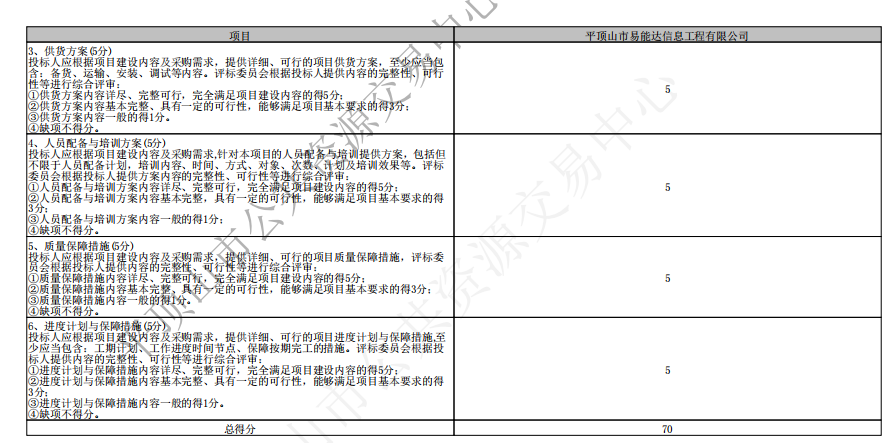 项目
平顶山市易能达信息工程有限公司
3、供货方案(5分)
投标人应根据项目建设内容及采购需求，提供详细、可行的项目供货方案，至少应当包
含：备货、运输、安装、调试等内容。评标委员会根据投标人提供内容的完整性、可行
性等进行综合评审：
①供货方案内容详尽、完整可行，完全满足项目建设内容的得5分；
②供货方案内容基本完整、具有一定的可行性，能够满足项目基本要求的得3分；
③供货方案内容一般的得1分。
④缺项不得分。
5
4、人员配备与培训方案(5分)
投标人应根据项目建设内容及采购需求,针对本项目的人员配备与培训提供方案，包括但
不限于人员配备计划，培训内容、时间、方式、对象、次数、计划及培训效果等。评标
委员会根据投标人提供方案内容的完整性、可行性等进行综合评审：
①人员配备与培训方案内容详尽、完整可行，完全满足项目建设内容的得5分；
②人员配备与培训方案内容基本完整，具有一定的可行性，能够满足项目基本要求的得
3分；
③人员配备与培训方案内容一般的得1分；
④缺项不得分。
5
5、质量保障措施(5分)
投标人应根据项目建设内容及采购需求，提供详细、可行的项目质量保障措施，评标委
员会根据投标人提供内容的完整性、可行性等进行综合评审：
①质量保障措施内容详尽、完整可行，完全满足项目建设内容的得5分；
②质量保障措施内容基本完整、具有一定的可行性，能够满足项目基本要求的得3分；
③质量保障措施内容一般的得1分。
④缺项不得分。
5
6、进度计划与保障措施(5分)
投标人应根据项目建设内容及采购需求，提供详细、可行的项目进度计划与保障措施,至
少应当包含：工期计划、工作进度时间节点、保障按期完工的措施。评标委员会根据投
标人提供内容的完整性、可行性等进行综合评审：
①进度计划与保障措施内容详尽、完整可行，完全满足项目建设内容的得5分；
②进度计划与保障措施内容基本完整、具有一定的可行性，能够满足项目基本要求的得
3分；
③进度计划与保障措施内容一般的得1分。
④缺项不得分。
5
总得分
70
平顶山市公共资源交易中心
山市公共资源交易中心